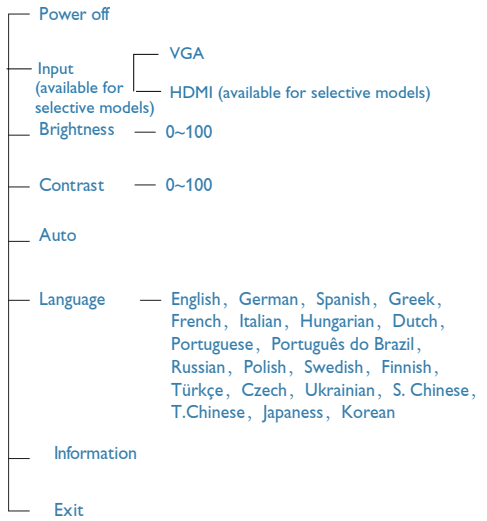 Power off
Input
(available for
selective models)
VGA
HDMI (available for selective models)
Brightness
0~100
Contrast
0~100
Auto
Language
English, German, Spanish, Greek,
French, Italian, Hungarian, Dutch,
Portuguese, Português do Brazil,
Russian, Polish, Swedish, Finnish,
Türkçe, Czech, Ukrainian, S. Chinese,
T.Chinese, Japaness, Korean
Information
Exit